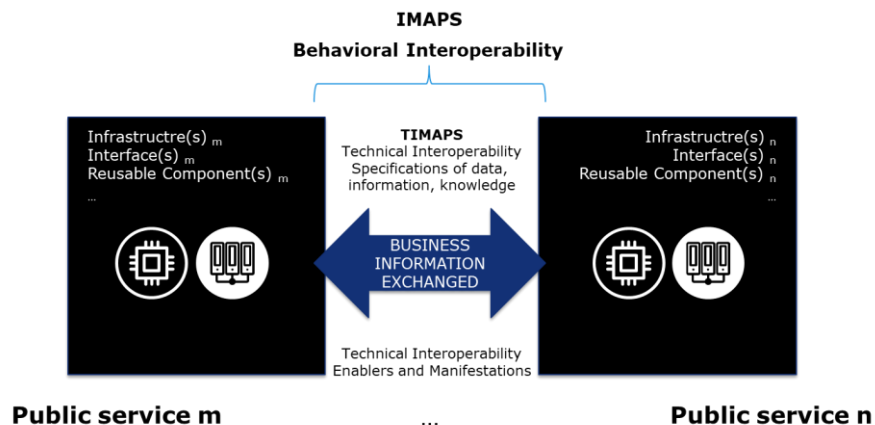 IMAPS
Behavioral Interoperability
Infrastructre(s) m
Interface(s) m
Reusable Component(s) m
...
TIMAPS
Technical Interoperability
Specifications of data,
information, knowledge
Infrastructre(s) n
Interface(s) n
Reusable Component(s) n
...
BUSINESS
INFORMATION
EXCHANGED
Technical Interoperability
Enablers and Manifestations
Public service m
...
Public service n